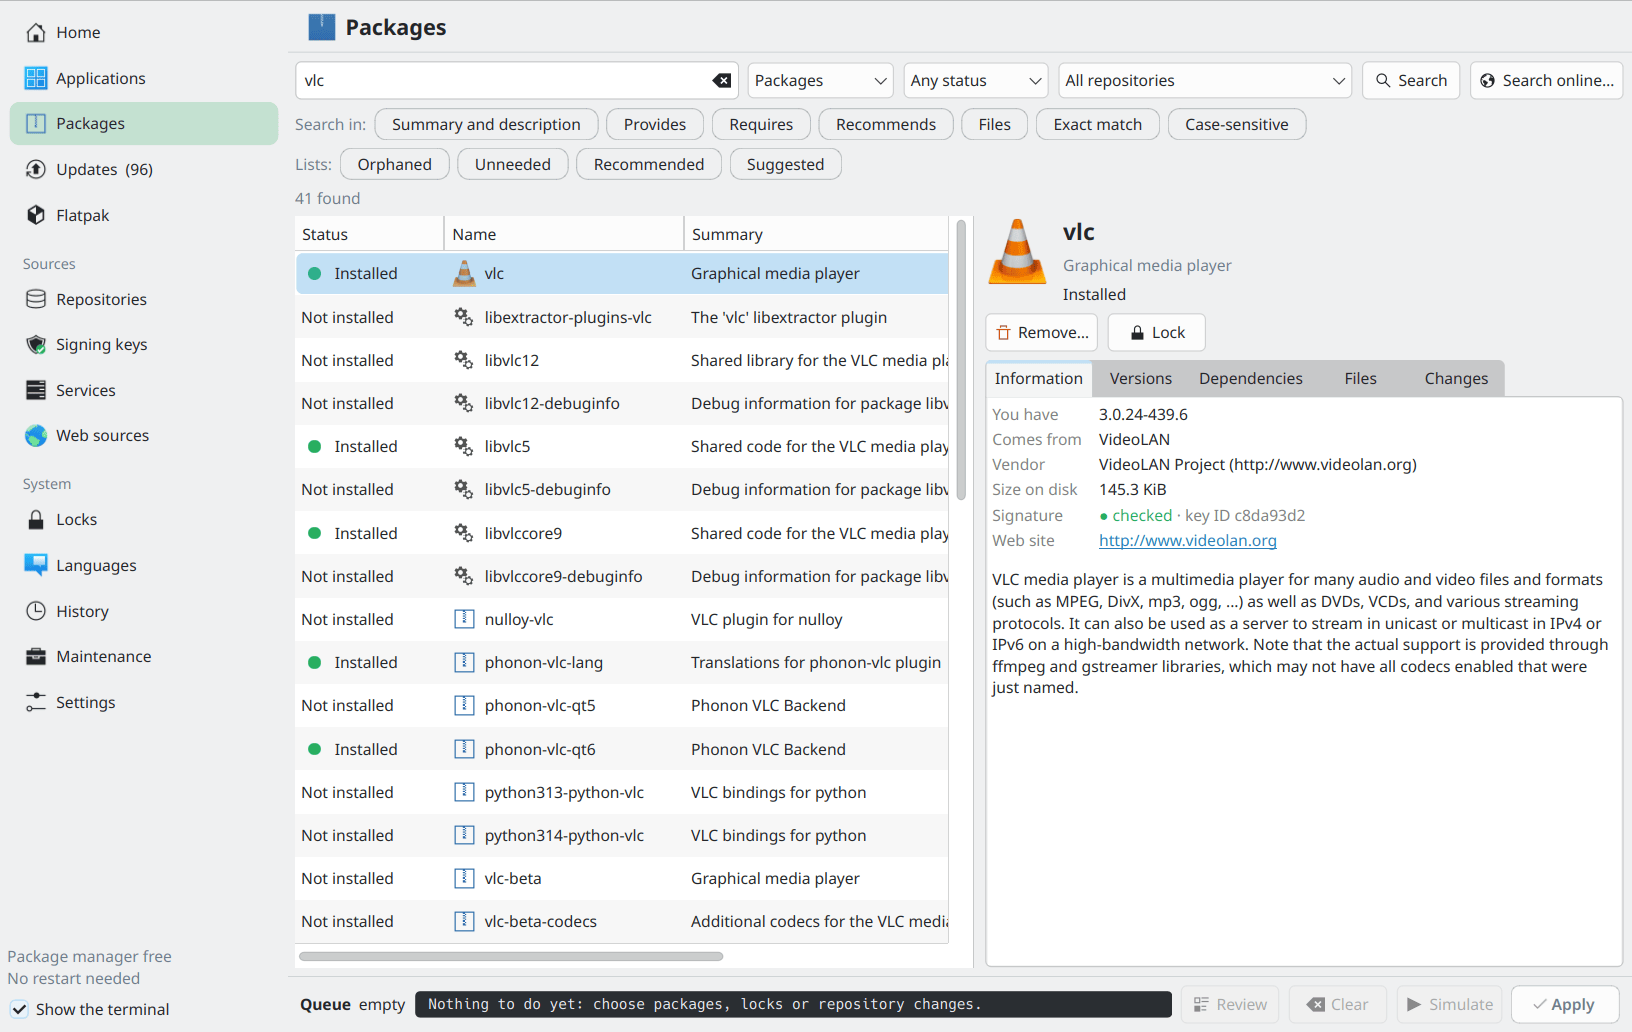 Home
Applications
Packages
Updates (96)
Flatpak
Sources
Repositories
Signing keys
Services
Web sources
System
Locks
Languages
History
Maintenance
Settings
Package manager free
No restart needed
Show the terminal
Packages
vlc Packages Any status All repositories Search Search online...
Search in: Summary and description Provides Requires Recommends Files Exact match Case-sensitive
Lists: Orphaned Unneeded Recommended Suggested
41 found
Status Name Summary
Installed vlc Graphical media player
Not installed libextractor-plugins-vlc The 'vlc' libextractor plugin
Not installed libvlc12 Shared library for the VLC media pla
Not installed libvlc12-debuginfo Debug information for package libv
Installed libvlc5 Shared code for the VLC media play
Not installed libvlc5-debuginfo Debug information for package libv
Installed libvlccore9 Shared code for the VLC media play
Not installed libvlccore9-debuginfo Debug information for package libv
Not installed nulloy-vlc VLC plugin for nulloy
Installed phonon-vlc-lang Translations for phonon-vlc plugin
Not installed phonon-vlc-qt5 Phonon VLC Backend
Installed phonon-vlc-qt6 Phonon VLC Backend
Not installed python313-python-vlc VLC bindings for python
Not installed python314-python-vlc VLC bindings for python
Not installed vlc-beta Graphical media player
Not installed vlc-beta-codecs Additional codecs for the VLC media
vlc
Graphical media player
Installed
Remove... Lock
Information Versions Dependencies Files Changes
You have 3.0.24-439.6
Comes from VideoLAN
Vendor VideoLAN Project (http://www.videolan.org)
Size on disk 145.3 KiB
Signature ● checked · key ID c8da93d2
Web site http://www.videolan.org
VLC media player is a multimedia player for many audio and video files and formats
(such as MPEG, DivX, mp3, ogg, ...) as well as DVDs, VCDs, and various streaming
protocols. It can also be used as a server to stream in unicast or multicast in IPv4 or
IPv6 on a high-bandwidth network. Note that the actual support is provided through
ffmpeg and gstreamer libraries, which may not have all codecs enabled that were
just named.
Queue empty Nothing to do yet: choose packages, locks or repository changes. Review Clear Simulate Apply